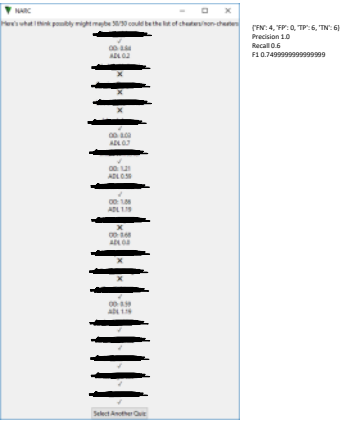 NARC
Here's what I think possibly might maybe 50/50 could be the list of cheaters/non-cheaters
✓
OD: 0.64
ADL 0.2
✕
✕
✕
✓
OD: 0.03
ADL 0.7
✓
OD: 1.21
ADL 0.59
✓
OD: 1.06
ADL 1.19
✕
OD: 0.68
ADL 0.0
✕
✕
✓
OD: 0.59
ADL 1.19
✓
✓
✓
✓
✓
Select Another Quiz
{'FN': 4, 'FP': 0, 'TP': 6, 'TN': 6}
Precision 1.0
Recall 0.6
F1 0.7499999999999999